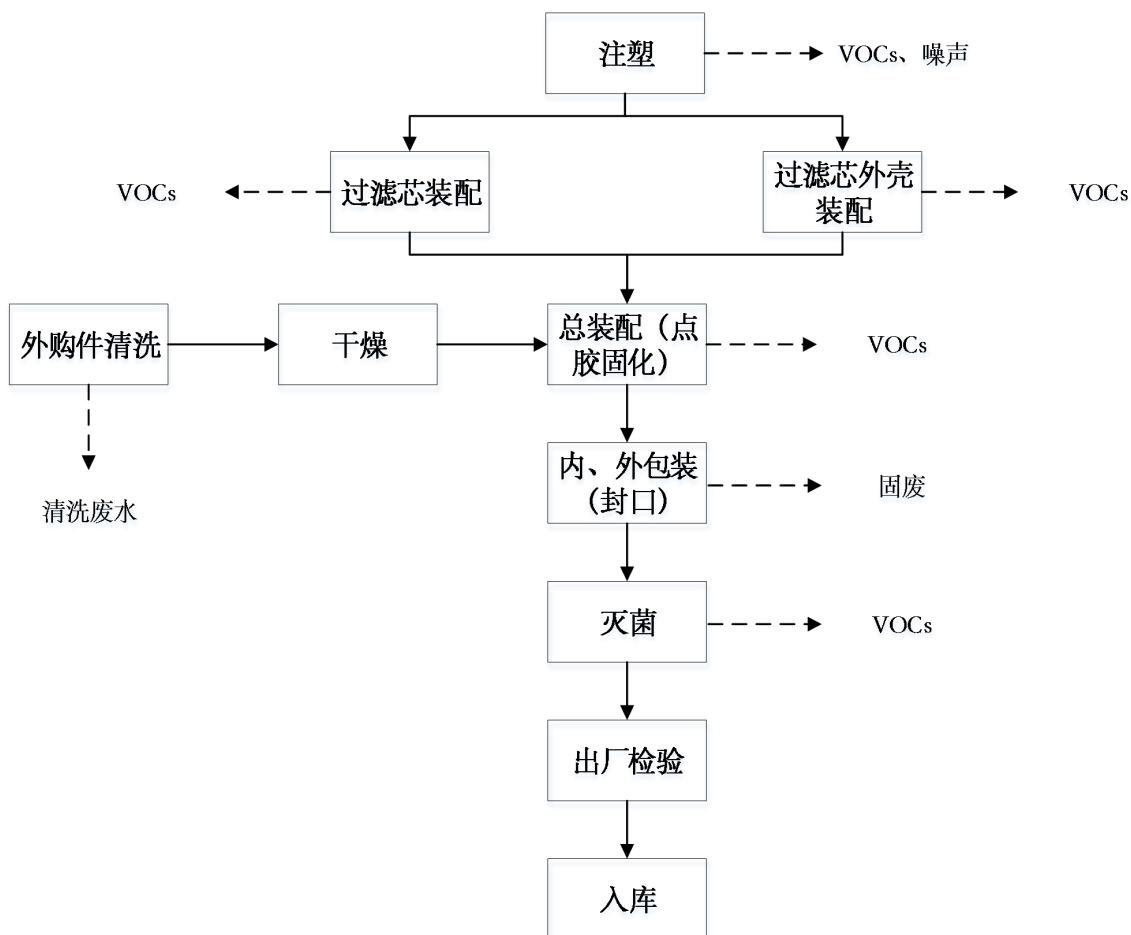 注塑
VOCs、噪声
VOCs
过滤芯装配
过滤芯外壳
装配
VOCs
外购件清洗
干燥
总装配（点
胶固化）
VOCs
清洗废水
内、外包装
（封口）
固废
灭菌
VOCs
出厂检验
入库